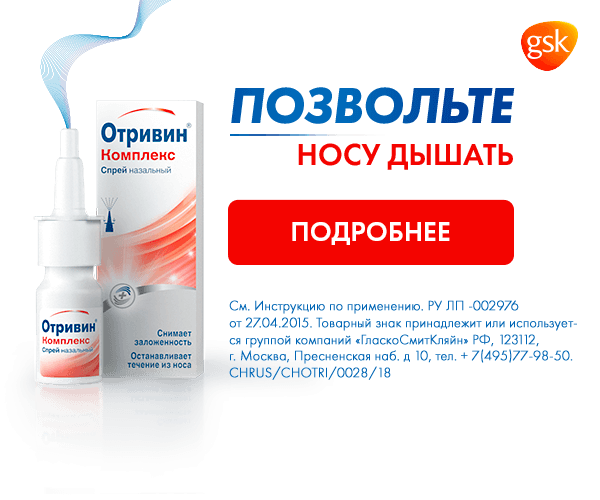 gsk
ПОЗВОЛЬТЕ
НОСУ ДЫШАТЬ
Отривин®
Комплекс
Спрей назальный
ПОДРОБНЕЕ
Отривин®
Комплекс
Спрей назальный
Снимает
заложенность
Останавливает
течение из носа
См. Инструкцию по применению. РУ ЛП -002976
от 27.04.2015. Товарный знак принадлежит или использует-
ся группой компаний «ГласкоСмитКляйн» РФ, 123112,
г. Москва, Пресненская наб. д 10, тел. + 7(495)77-98-50.
CHRUS/CHOTRI/0028/18